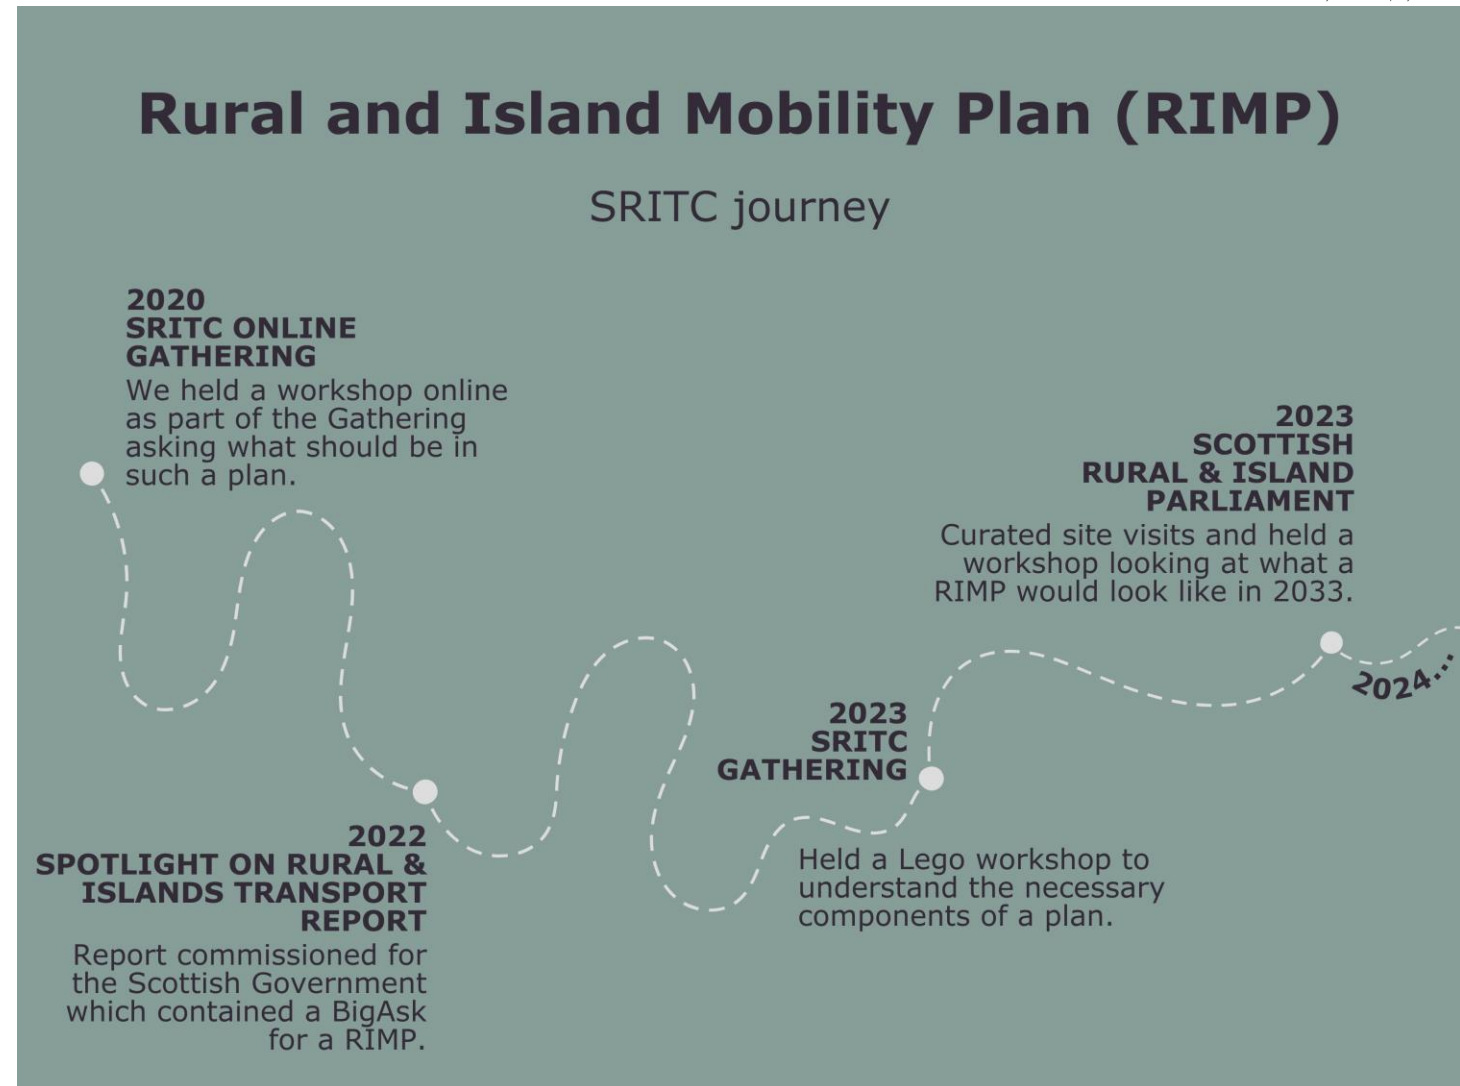 Rural and Island Mobility Plan (RIMP)
SRITC journey
2020
SRITC ONLINE
GATHERING
We held a workshop online
as part of the Gathering
asking what should be in
such a plan.
2022
SPOTLIGHT ON RURAL &
ISLANDS TRANSPORT
REPORT
Report commissioned for
the Scottish Government
which contained a BigAsk
for a RIMP.
2023
SRITC
GATHERING
Held a Lego workshop to
understand the necessary
components of a plan.
2023
SCOTTISH
RURAL & ISLAND
PARLIAMENT
Curated site visits and held a
workshop looking at what a
RIMP would look like in 2033.
2024...